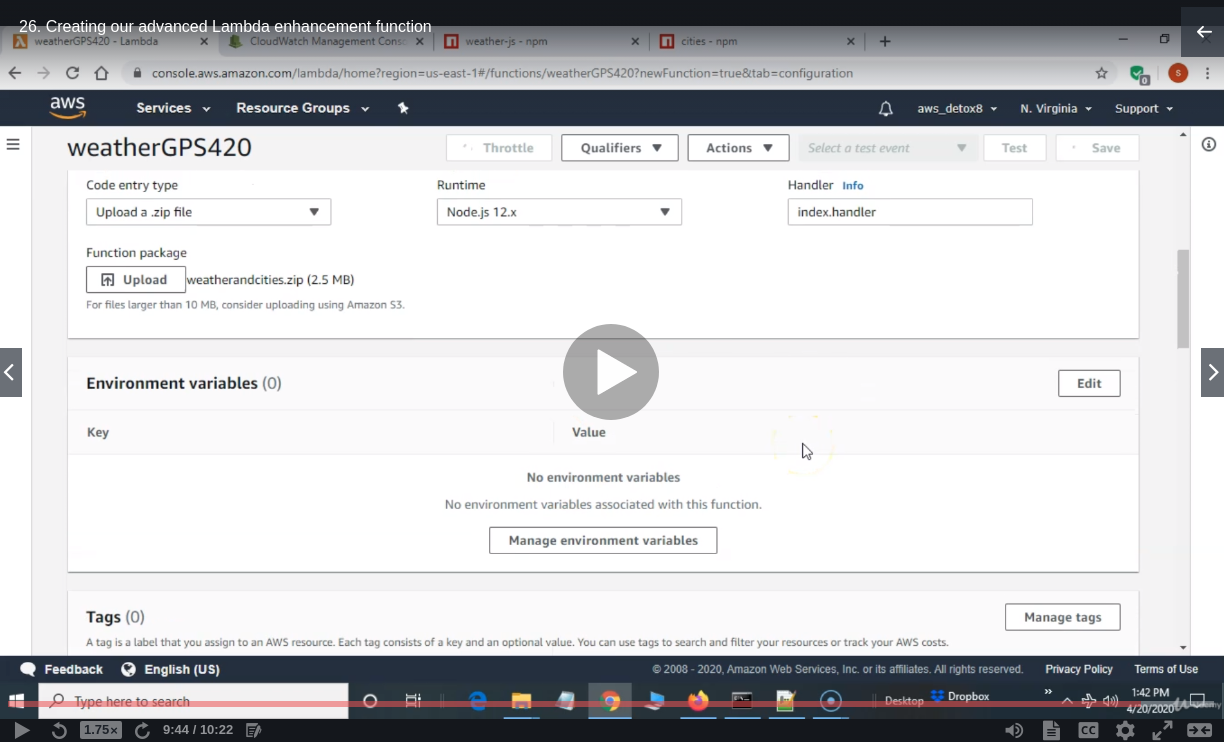 26. Creating our advanced Lambda enhancement function
weatherGPS420 - Lambda
CloudWatch Management Conso
weather-js - npm
cities - npm
console.aws.amazon.com/lambda/home?region=us-east-1#/functions/weatherGPS420?newFunction=true&tab=configuration
0
S
aws
Services
Resource Groups
aws_detox8
N. Virginia
Support
weatherGPS420
Throttle
Qualifiers
Actions
Select a test event
Test
Save
Code entry type
Runtime
Handler Info
Upload a .zip file
Node.js 12.x
index.handler
Function package
Upload
weatherandcities.zip (2.5 MB)
For files larger than 10 MB, consider uploading using Amazon S3.
Environment variables (0)
Edit
Key
Value
No environment variables
No environment variables associated with this function.
Manage environment variables
Tags (0)
Manage tags
A tag is a label that you assign to an AWS resource. Each tag consists of a key and an optional value. You can use tags to search and filter your resources or track your AWS costs.
Feedback
English (US)
© 2008 - 2020, Amazon Web Services, Inc. or its affiliates. All rights reserved.
Privacy Policy
Terms of Use
Type here to search
Desktop
Dropbox
1:42 PM
4/20/2020
1.75×
9:44 / 10:22
CC